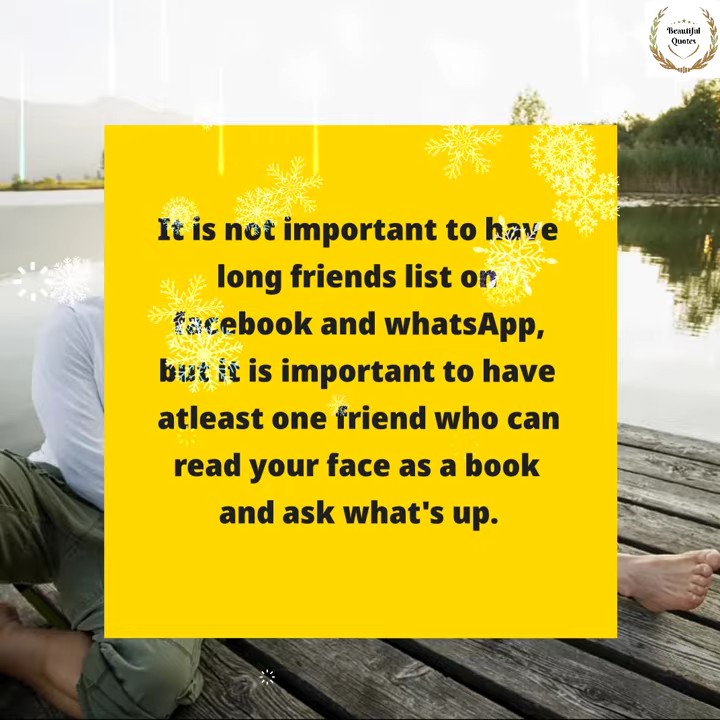 Beautiful
Quotes
It is not important to have
long friends list on
facebook and whatsApp,
but it is important to have
atleast one friend who can
read your face as a book
and ask what's up.